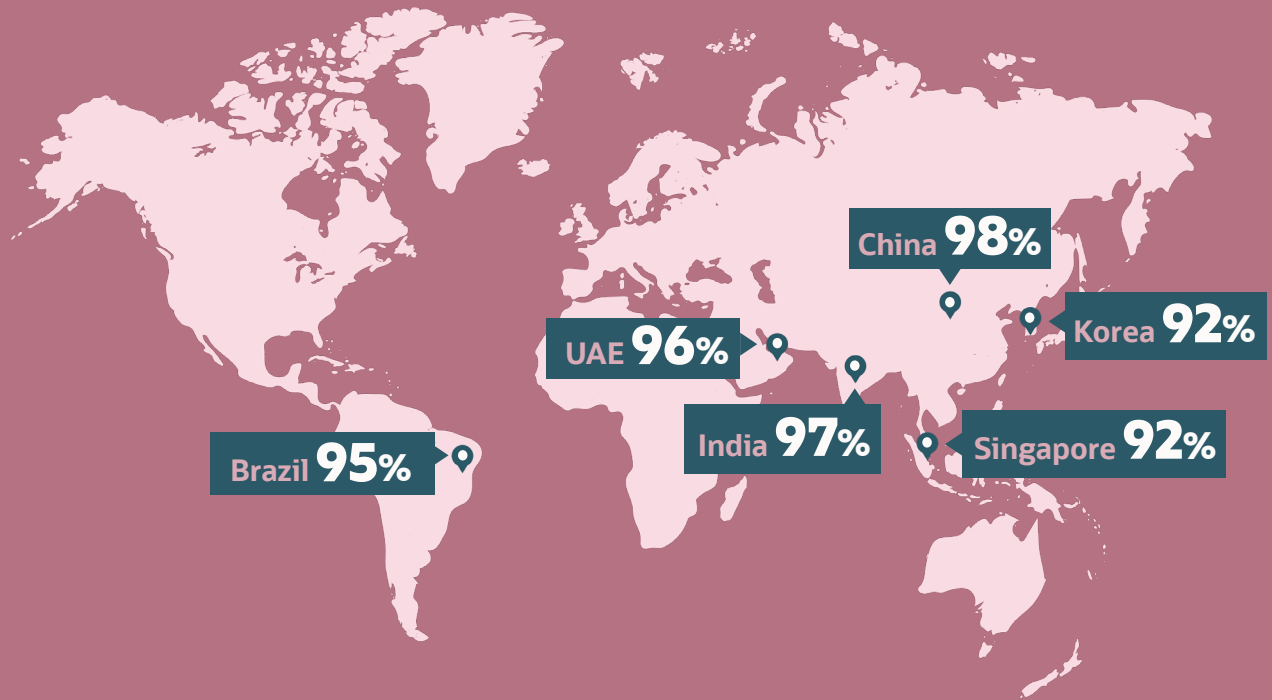 China 98%
Korea 92%
UAE 96%
India 97%
Singapore 92%
Brazil 95%